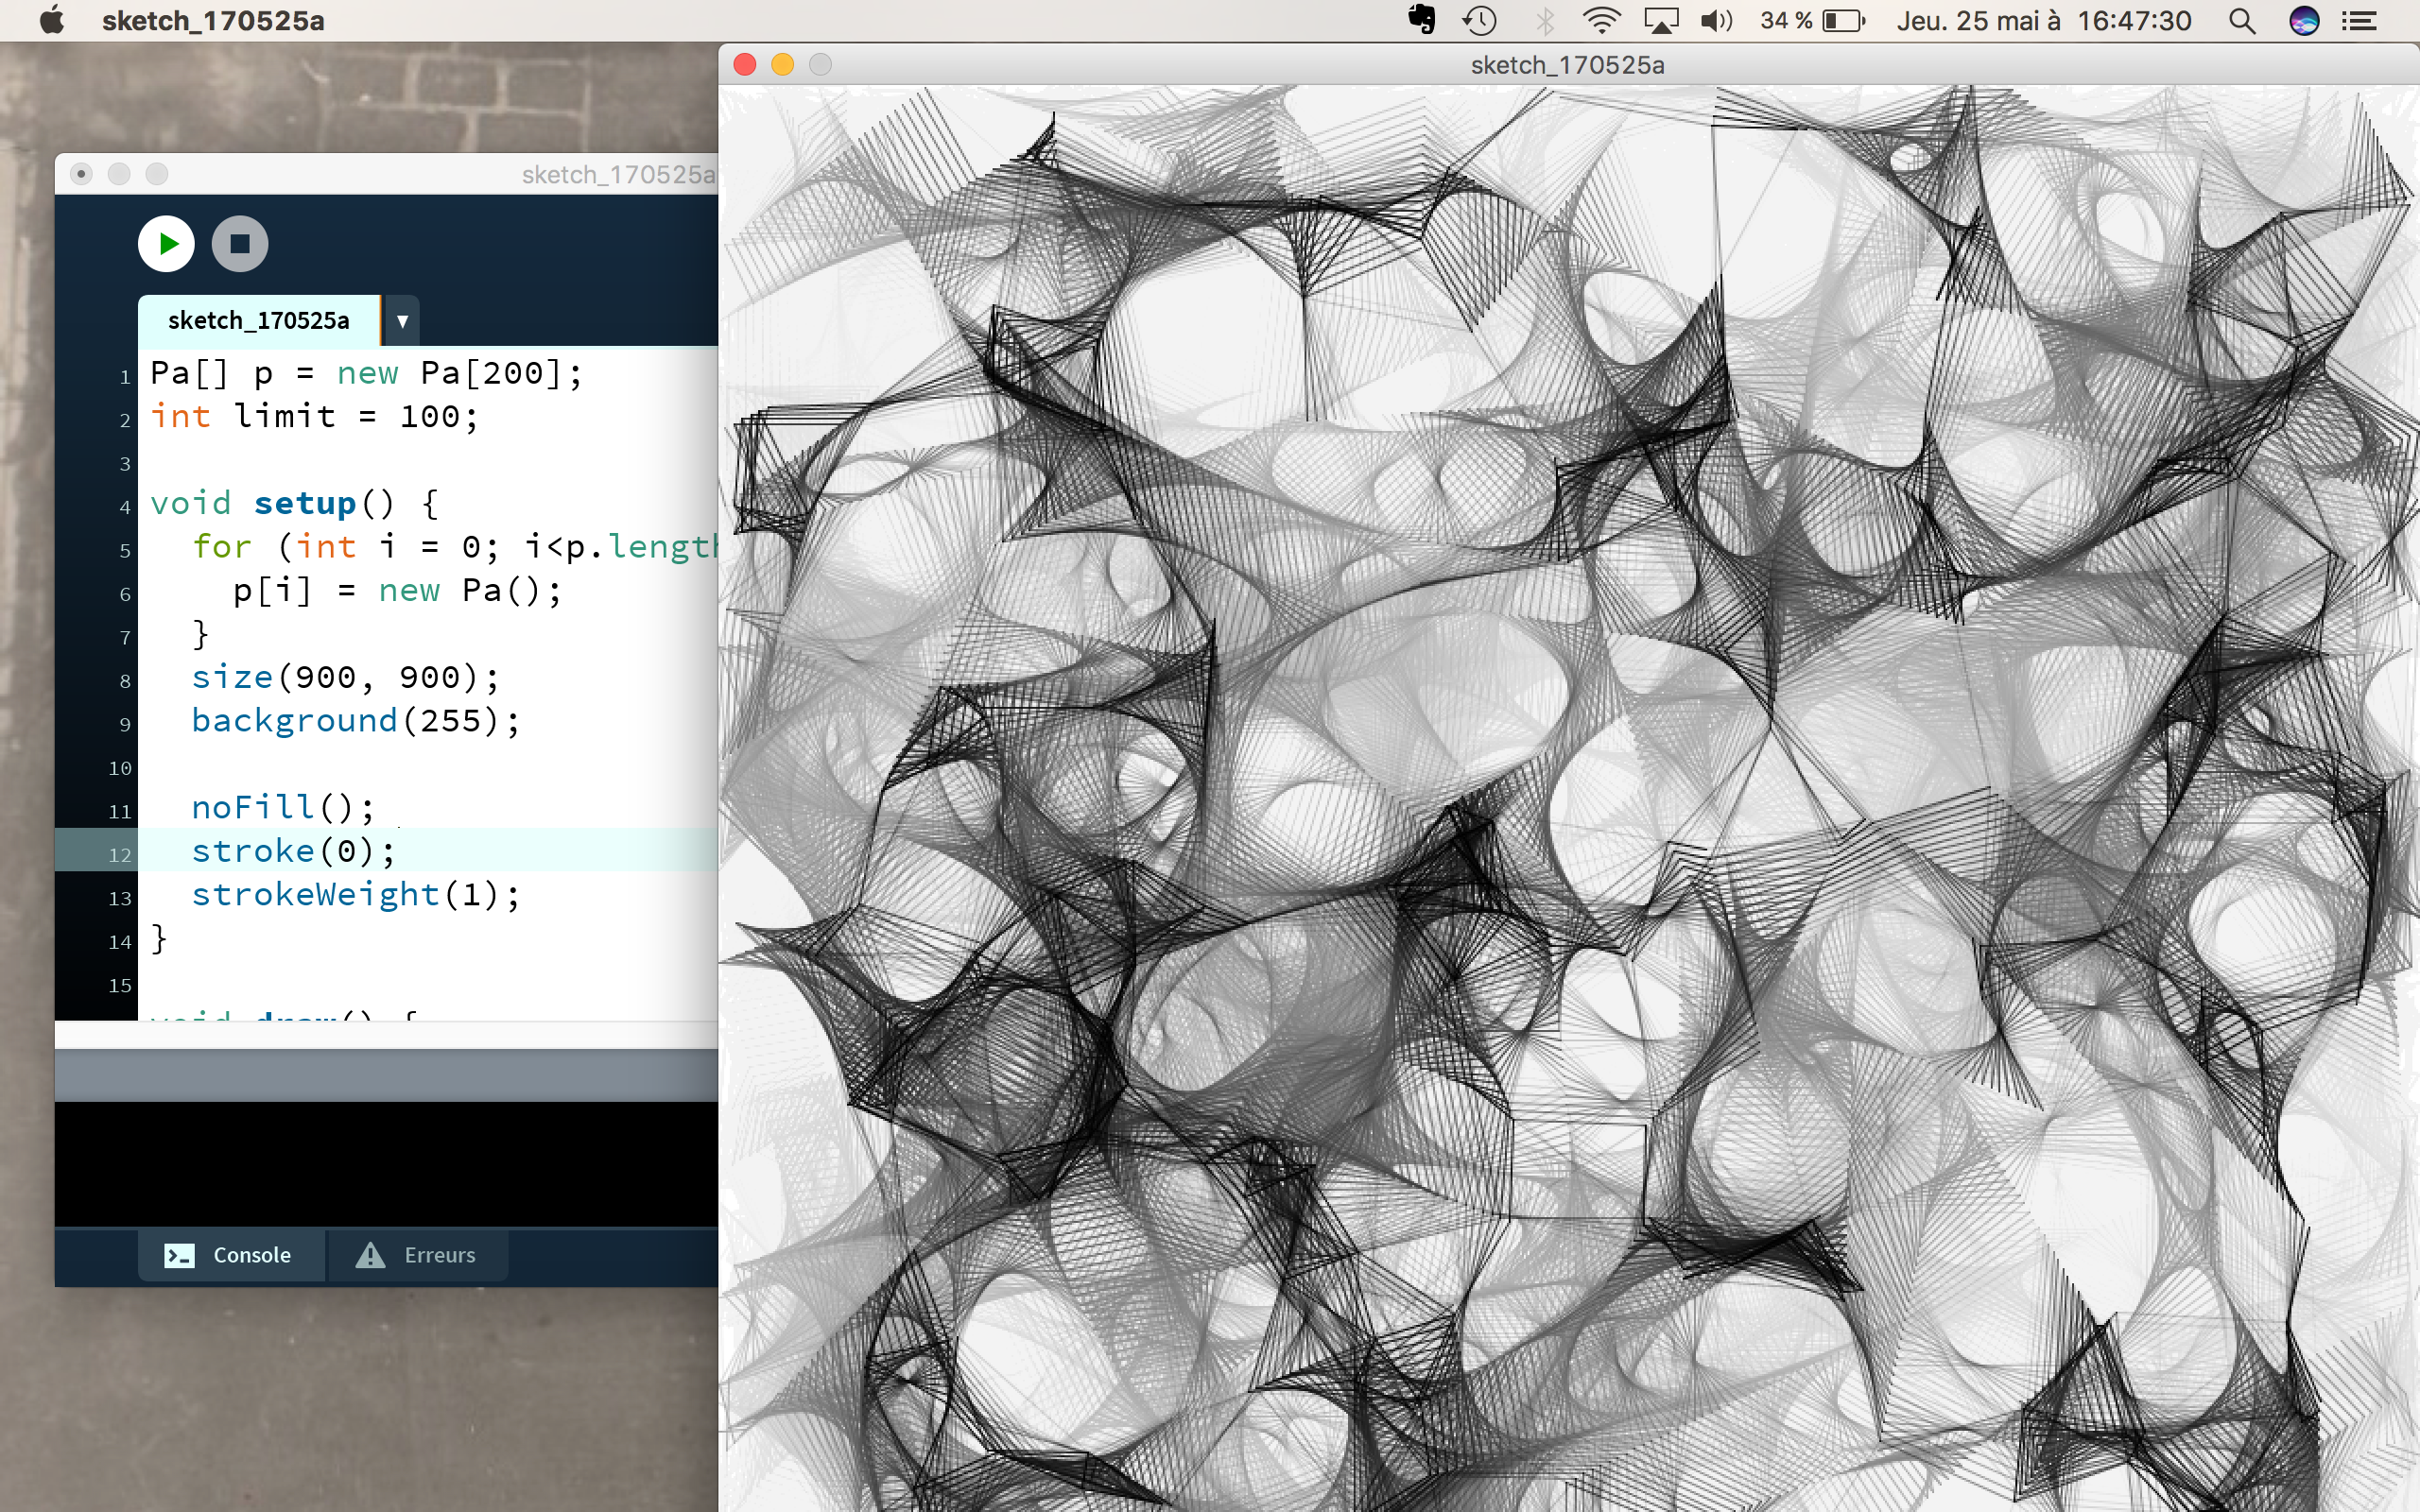 sketch_170525a
34 %
Jeu. 25 mai à 16:47:30
sketch_170525a
sketch_170525a
sketch_170525a
1 Pa[] p = new Pa[200];
2 int limit = 100;
3
4 void setup() {
5 for (int i = 0; i<p.length
6 p[i] = new Pa();
7 }
8 size(900, 900);
9 background(255);
10
11 noFill();
12 stroke(0);
13 strokeWeight(1);
14 }
15
void draw() {
Console
Erreurs